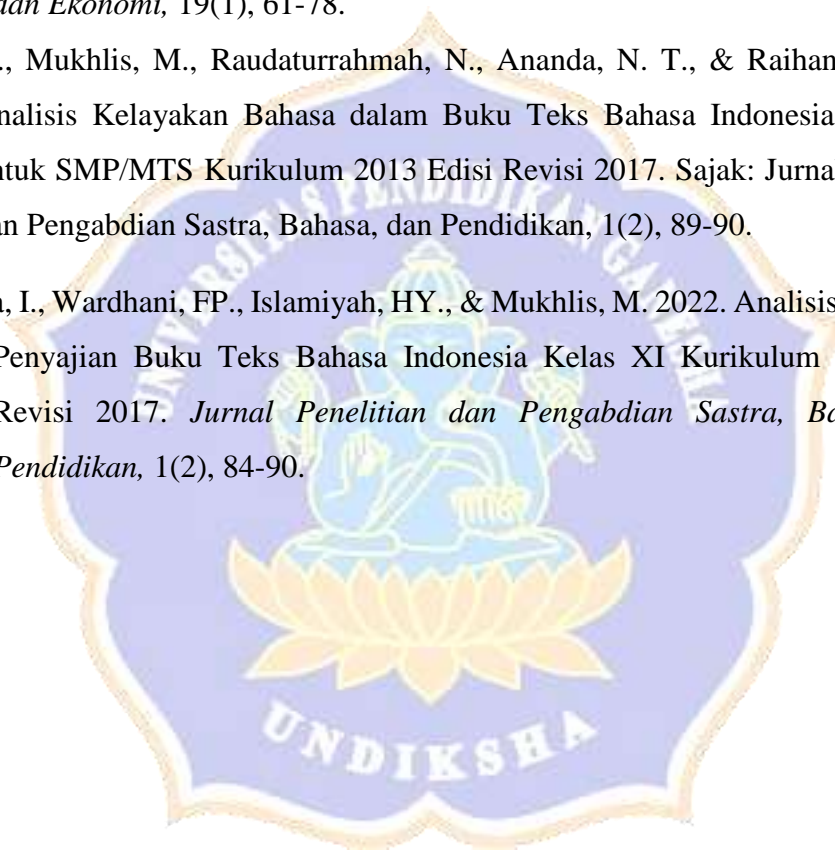 dan Ekonomi, 19(1), 61-78.
., Mukhlis, M., Raudaturrahmah, N., Ananda, N. T., & Raihan
nalisis Kelayakan Bahasa dalam Buku Teks Bahasa Indonesia
ntuk SMP/MTS Kurikulum 2013 Edisi Revisi 2017. Sajak: Jurna
an Pengabdian Sastra, Bahasa, dan Pendidikan, 1(2), 89-90.
a, I., Wardhani, FP., Islamiyah, HY., & Mukhlis, M. 2022. Analisis
Penyajian Buku Teks Bahasa Indonesia Kelas XI Kurikulum
Revisi 2017. Jurnal Penelitian dan Pengabdian Sastra, Ba
Pendidikan, 1(2), 84-90.
UNIVERSITAS PENDIDIKAN GANESHA
UNDIKSHA